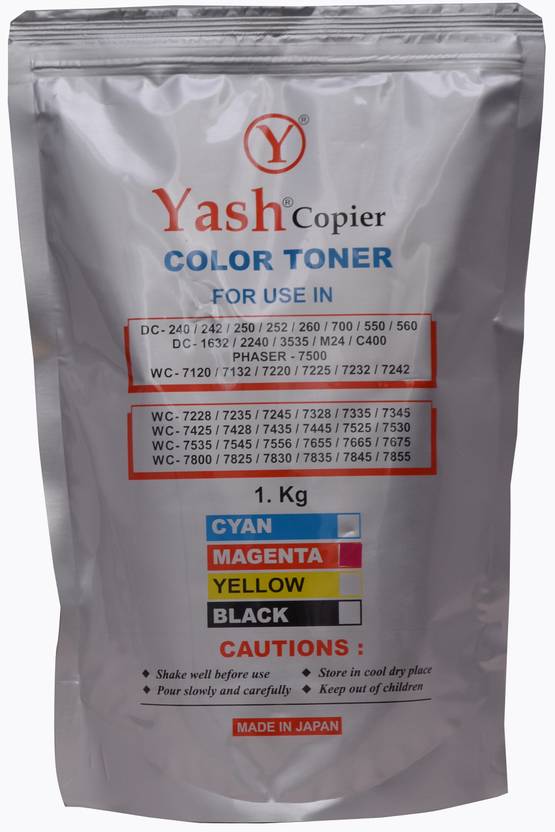 Y®
Yash® Copier
COLOR TONER
FOR USE IN
DC- 240 / 242 / 250 / 252 / 260 / 700 / 550 / 560
DC- 1632 / 2240 / 3535 / M24 / C400
PHASER - 7500
WC- 7120 / 7132 / 7220 / 7225 / 7232 / 7242
WC- 7228 / 7235 / 7245 / 7328 / 7335 / 7345
WC- 7425 / 7428 / 7435 / 7445 / 7525 / 7530
WC- 7535 / 7545 / 7556 / 7655 / 7665 / 7675
WC- 7800 / 7825 / 7830 / 7835 / 7845 / 7855
1. Kg
CYAN
MAGENTA
YELLOW
BLACK
CAUTIONS :
◆ Shake well before use ◆ Store in cool dry place
◆ Pour slowly and carefully ◆ Keep out of children
MADE IN JAPAN